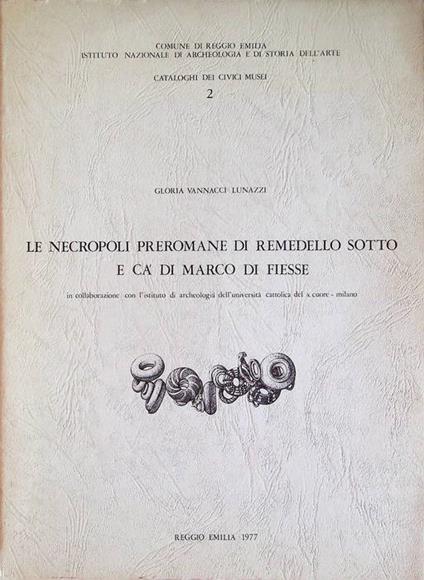 COMUNE DI REGGIO EMILIA
ISTITUTO NAZIONALE DI ARCHEOLOGIA E DI STORIA DELL'ARTE
CATALOGHI DEI CIVICI MUSEI
2
GLORIA VANNACCI LUNAZZI
LE NECROPOLI PREROMANE DI REMEDELLO SOTTO
E CA' DI MARCO DI FIESSE
in collaborazione con l'istituto di archeologia dell'università cattolica del s. cuore - milano
REGGIO EMILIA 1977